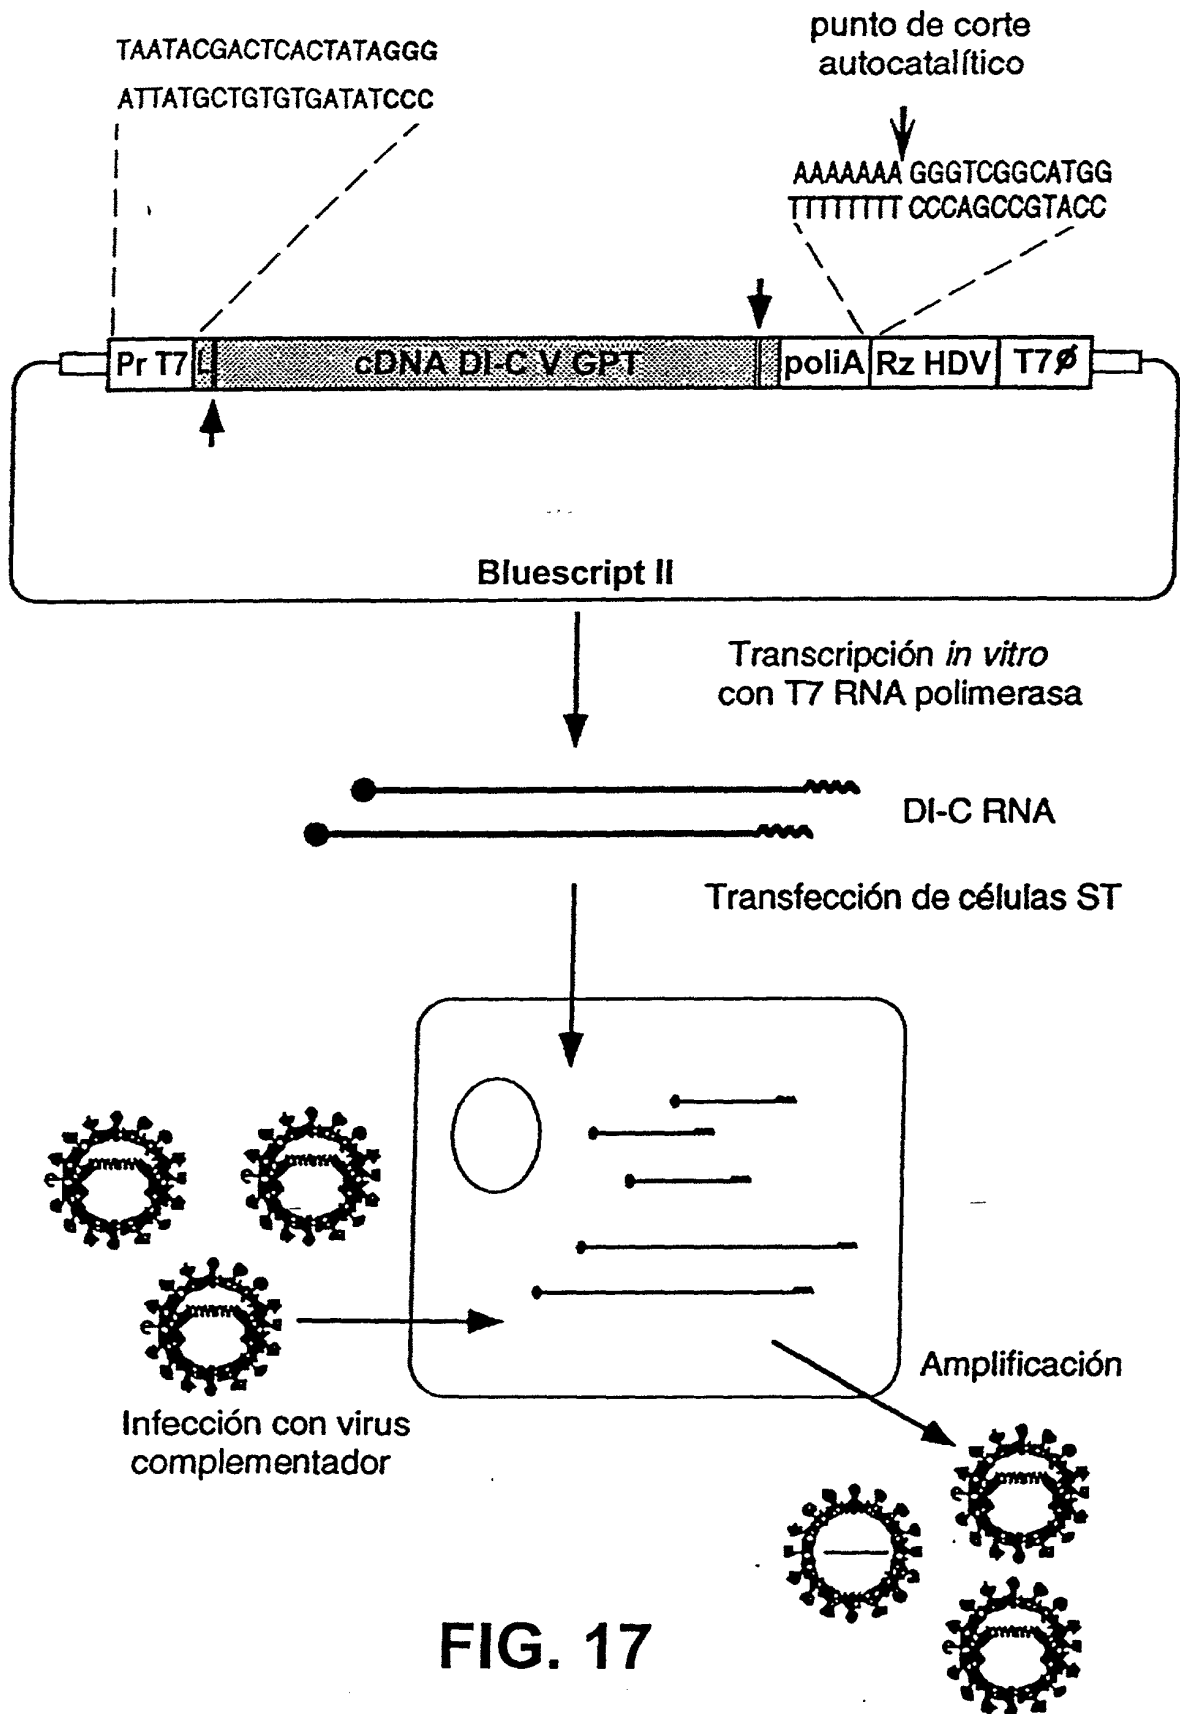 TAATACGACTCACTATAGGG
ATTATGCTGTGTGATATCCC
punto de corte
autocatalítico
AAAAAAA GGGTCGGCATGG
TTTTTTTT CCCAGCCGTACC
Pr T7 L cDNA DI-C V GPT poliA Rz HDV T7Ø
Bluescript II
Transcripción in vitro
con T7 RNA polimerasa
DI-C RNA
Transfección de células ST
Amplificación
Infección con virus
complementador
FIG. 17